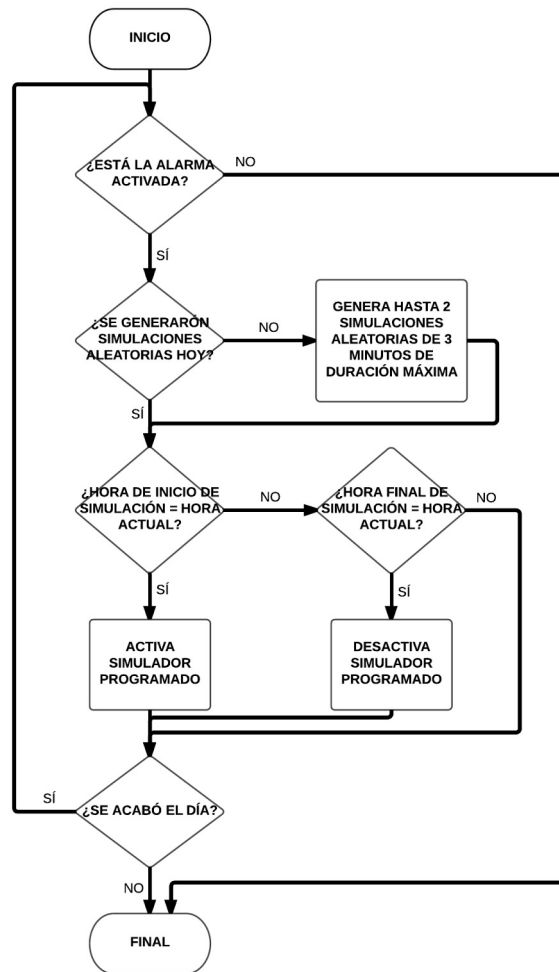 INICIO
¿ESTÁ LA ALARMA
ACTIVADA?
NO
SÍ
¿SE GENERARÓN
SIMULACIONES
ALEATORIAS HOY?
NO
GENERA HASTA 2
SIMULACIONES
ALEATORIAS DE 3
MINUTOS DE
DURACIÓN MÁXIMA
SÍ
¿HORA DE INICIO DE
SIMULACIÓN = HORA
ACTUAL?
NO
¿HORA FINAL DE
SIMULACIÓN = HORA
ACTUAL?
NO
SÍ
SÍ
ACTIVA
SIMULADOR
PROGRAMADO
DESACTIVA
SIMULADOR
PROGRAMADO
SÍ
¿SE ACABÓ EL DÍA?
NO
FINAL